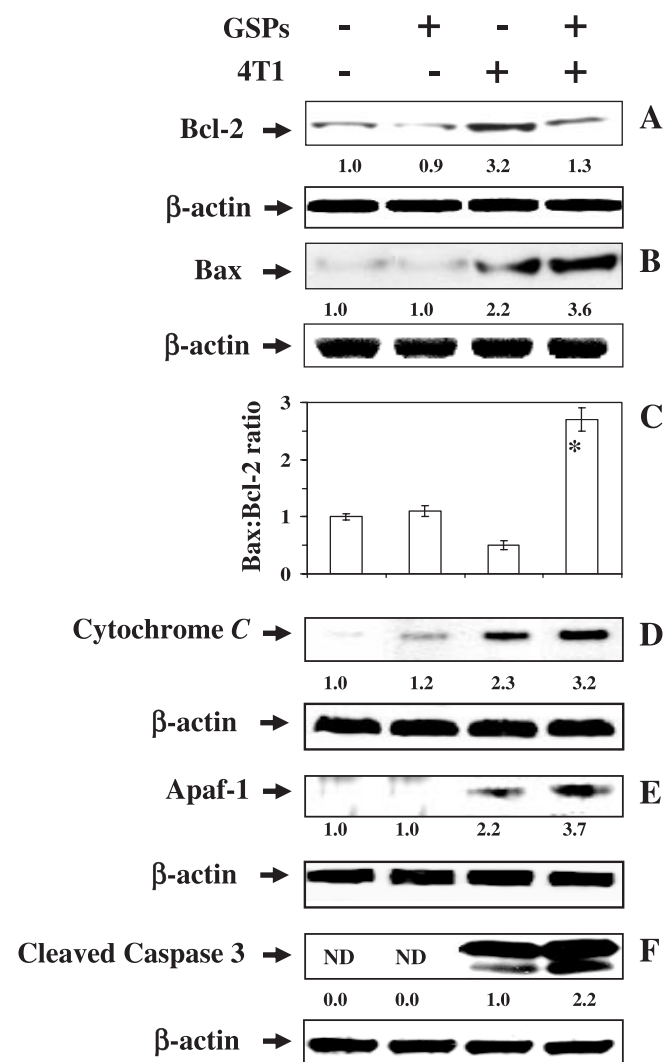 GSPs - + - +
4T1 - - + +
Bcl-2 A
1.0 0.9 3.2 1.3
β-actin
Bax B
1.0 1.0 2.2 3.6
β-actin
C
Bax:Bcl-2 ratio
3
2
1
0
*
Cytochrome C D
1.0 1.2 2.3 3.2
β-actin
Apaf-1 E
1.0 1.0 2.2 3.7
β-actin
Cleaved Caspase 3 ND ND F
0.0 0.0 1.0 2.2
β-actin